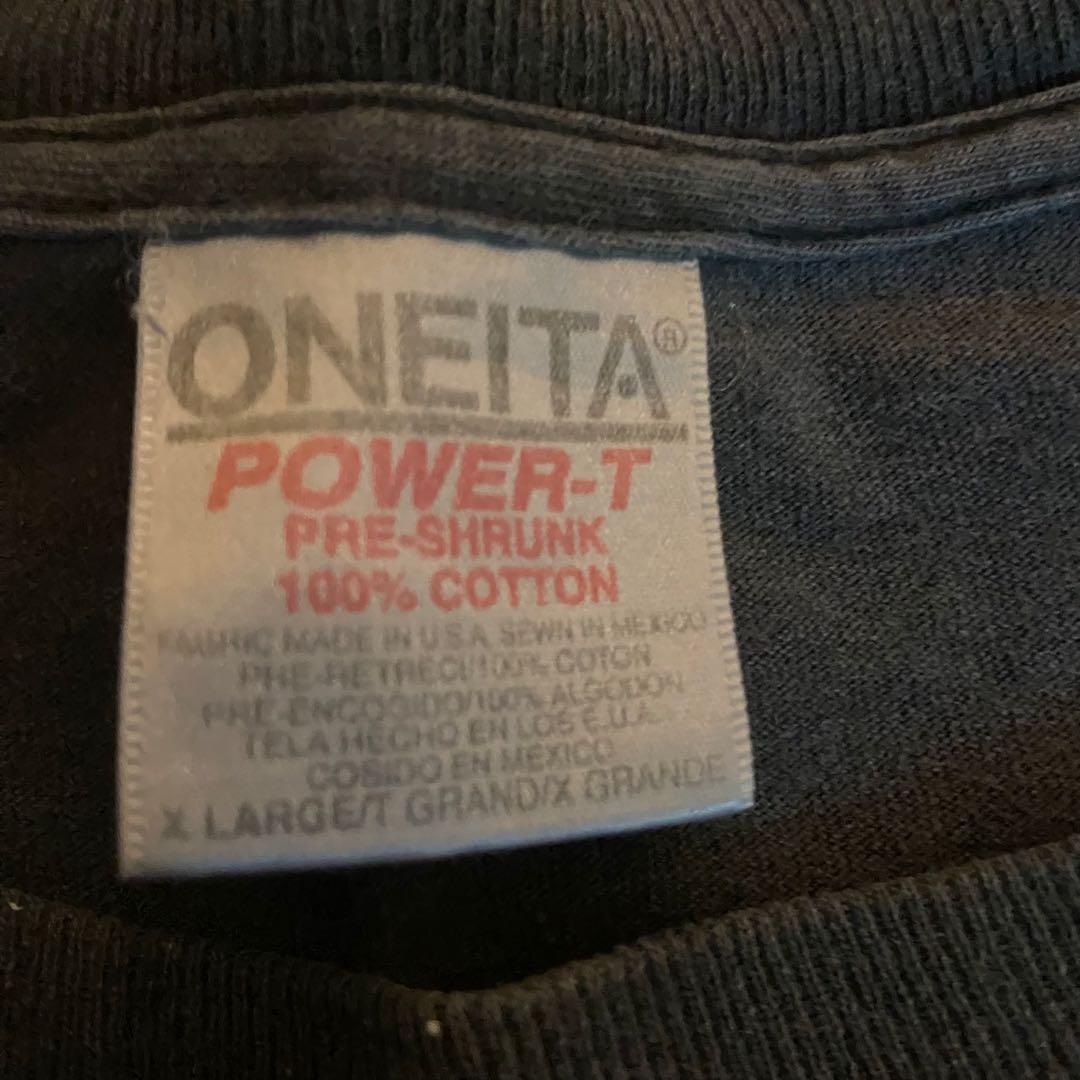 ONEITA®
POWER-T
PRE-SHRUNK
100% COTTON
FABRIC MADE IN U.S.A. SEWN IN MEXICO
PRE-RETRECI/100% COTON
PRE-ENCOGIDO/100% ALGODON
TELA HECHO EN LOS E.U.A.
COSIDO EN MEXICO
X LARGE/T GRAND/X GRANDE